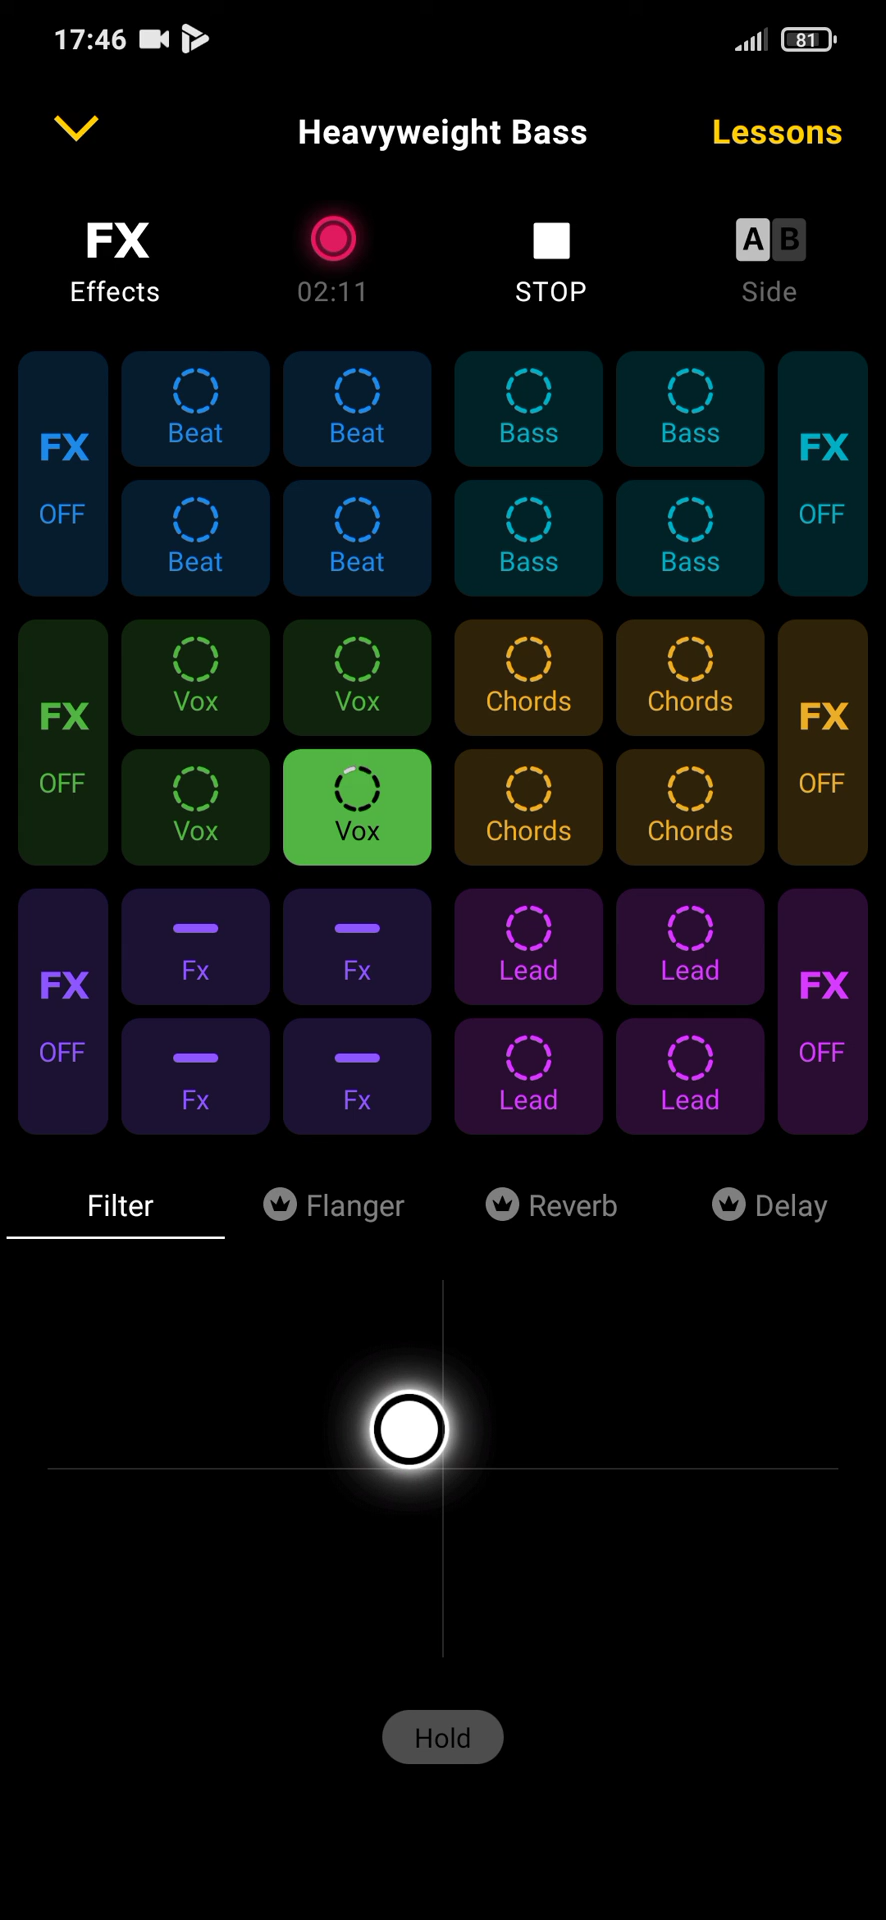 17:46 81
Heavyweight Bass Lessons
FX A B
Effects 02:11 STOP Side
FX Beat Beat Bass Bass FX
OFF Beat Beat Bass Bass OFF
FX Vox Vox Chords Chords FX
OFF Vox Vox Chords Chords OFF
FX Fx Fx Lead Lead FX
OFF Fx Fx Lead Lead OFF
Filter Flanger Reverb Delay
Hold